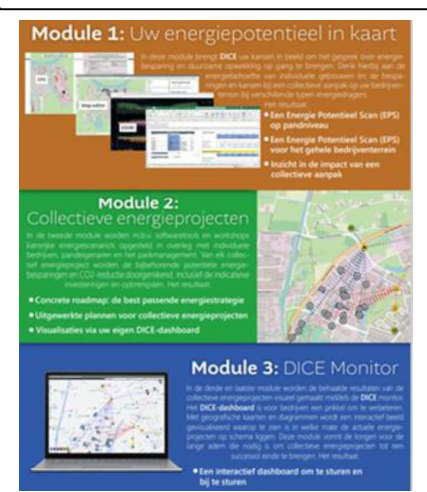 Module 1: Uw energiepotentieel in kaart
In deze module brengt DICE uw kansen in beeld om het gesprek over energie-
besparing en duurzame opwekking op gang te brengen. Denk hierbij aan de
energiebehoefte van individuele gebouwen en de bespa-
ringen en kansen bij een collectieve aanpak op uw bedrijven-
terrein bij verschillende typen energiedragers.
Het resultaat:
• Een Energie Potentieel Scan (EPS)
op pandniveau
• Een Energie Potentieel Scan (EPS)
voor het gehele bedrijventerrein
• Inzicht in de impact van een
collectieve aanpak
Module 2:
Collectieve energieprojecten
In de tweede module worden m.b.v. softwaretools en workshops
kansrijke energiescenario's opgesteld in overleg met individuele
bedrijven, pandeigenaren en het parkmanagement. Van elk collec-
tief energieproject worden de bijbehorende potentiele energie-
besparingen en CO2-reductie doorgerekend, inclusief de indicatieve
investeringen en opbrengsten. Het resultaat:
• Concrete roadmap: de best passende energiestrategie
• Uitgewerkte plannen voor collectieve energieprojecten
• Visualisaties via uw eigen DICE-dashboard
Module 3: DICE Monitor
In de derde en laatste module worden de behaalde resultaten van de
collectieve energieprojecten visueel gemaakt middels de DICE monitor.
Het DICE-dashboard is voor bedrijven een prikkel om te verbeteren.
Met geografische kaarten en diagrammen wordt een interactief beeld
gevisualiseerd waarop te zien is in welke mate de actuele energie-
projecten op schema liggen. Deze module vormt de longen voor de
lange adem die nodig is om collectieve energieprojecten tot een
succesvol einde te brengen. Het resultaat:
• Een interactief dashboard om te sturen en
bij te sturen